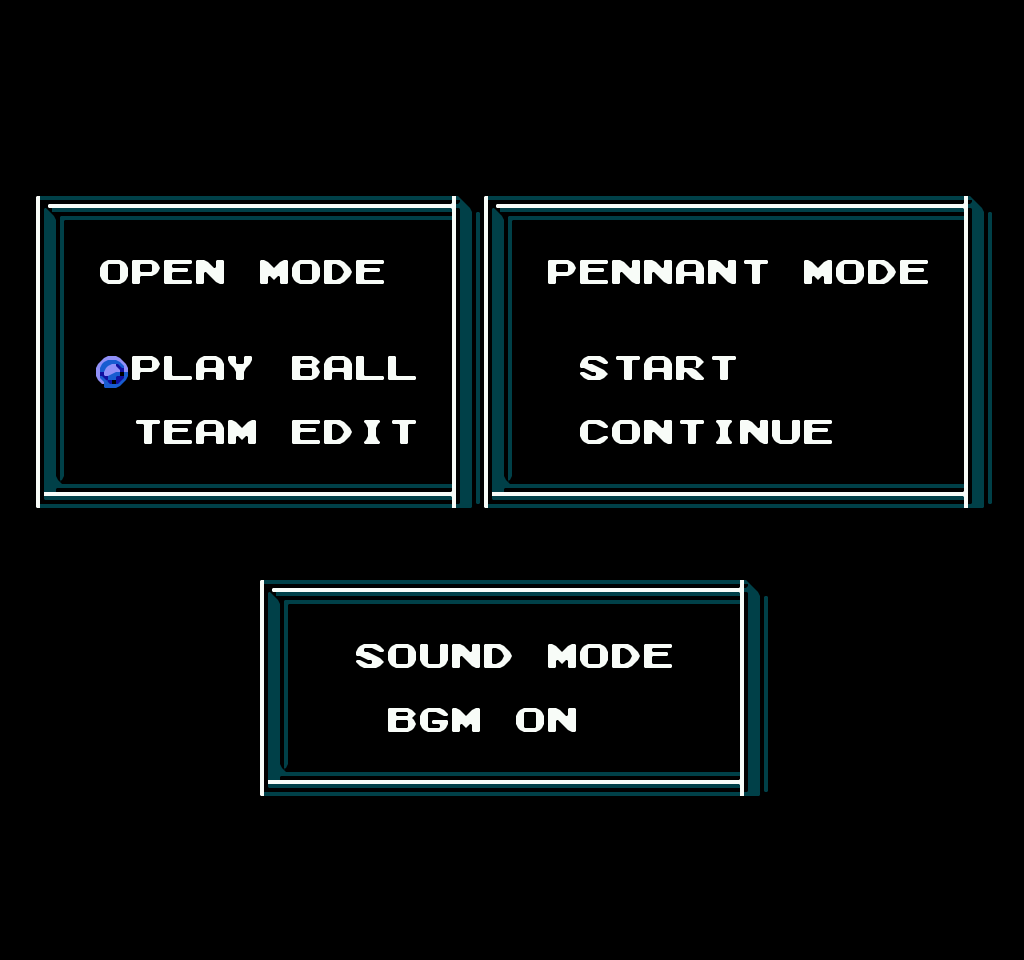 OPEN MODE
PLAY BALL
TEAM EDIT
PENNANT MODE
START
CONTINUE
SOUND MODE
BGM ON